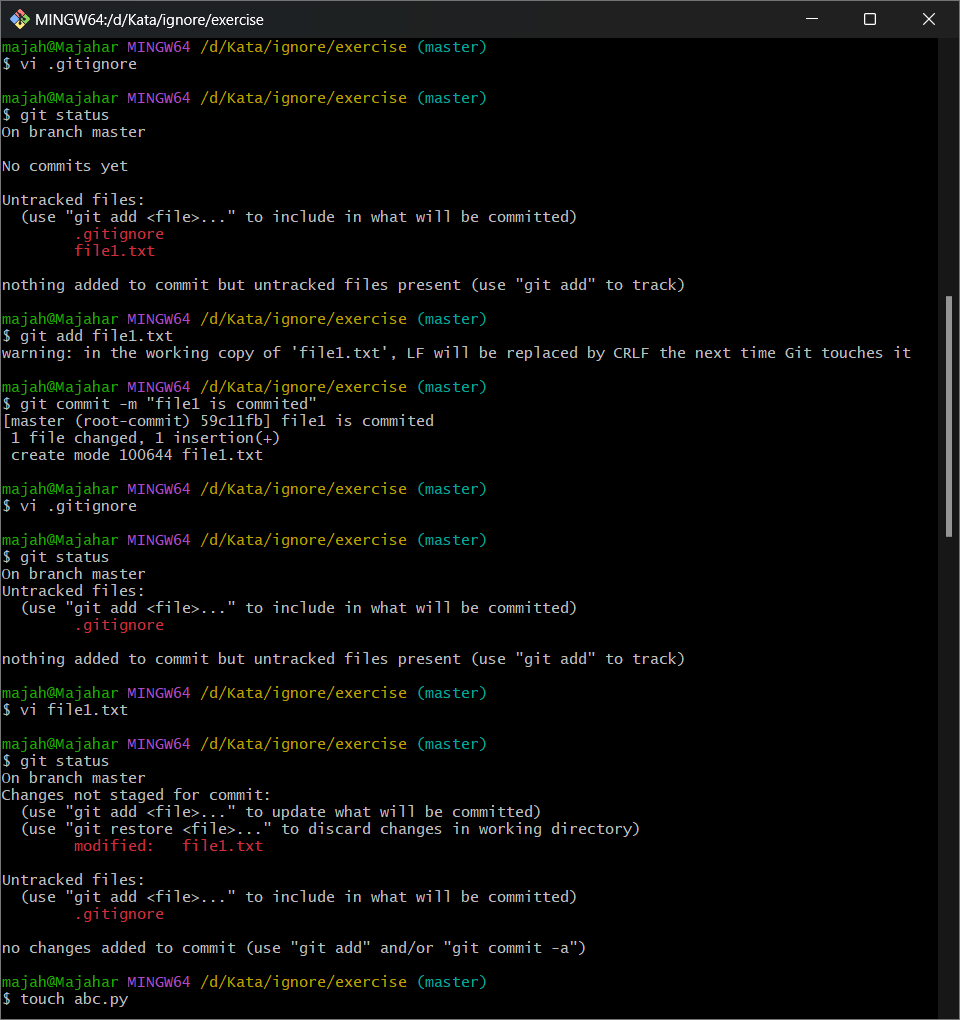 MINGW64:/d/Kata/ignore/exercise
majah@Majahar MINGW64 /d/Kata/ignore/exercise (master)
$ vi .gitignore
majah@Majahar MINGW64 /d/Kata/ignore/exercise (master)
$ git status
On branch master
No commits yet
Untracked files:
  (use "git add <file>..." to include in what will be committed)
        .gitignore
        file1.txt
nothing added to commit but untracked files present (use "git add" to track)
majah@Majahar MINGW64 /d/Kata/ignore/exercise (master)
$ git add file1.txt
warning: in the working copy of 'file1.txt', LF will be replaced by CRLF the next time Git touches it
majah@Majahar MINGW64 /d/Kata/ignore/exercise (master)
$ git commit -m "file1 is commited"
[master (root-commit) 59c11fb] file1 is commited
 1 file changed, 1 insertion(+)
 create mode 100644 file1.txt
majah@Majahar MINGW64 /d/Kata/ignore/exercise (master)
$ vi .gitignore
majah@Majahar MINGW64 /d/Kata/ignore/exercise (master)
$ git status
On branch master
Untracked files:
  (use "git add <file>..." to include in what will be committed)
        .gitignore
nothing added to commit but untracked files present (use "git add" to track)
majah@Majahar MINGW64 /d/Kata/ignore/exercise (master)
$ vi file1.txt
majah@Majahar MINGW64 /d/Kata/ignore/exercise (master)
$ git status
On branch master
Changes not staged for commit:
  (use "git add <file>..." to update what will be committed)
  (use "git restore <file>..." to discard changes in working directory)
        modified:   file1.txt
Untracked files:
  (use "git add <file>..." to include in what will be committed)
        .gitignore
no changes added to commit (use "git add" and/or "git commit -a")
majah@Majahar MINGW64 /d/Kata/ignore/exercise (master)
$ touch abc.py